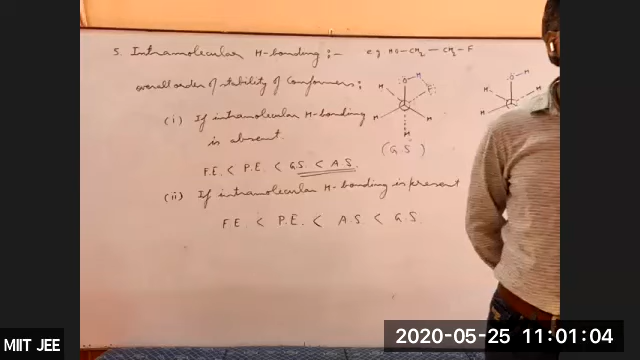 5. Intramolecular H-bonding :- e.g HO-CH2-CH2-F
overall order of stability of Conformers :
(i) If intramolecular H-bonding
is absent.
F.E. < P.E. < G.S. < A.S.
(ii) If intramolecular H-bonding is present
F.E. < P.E. < A.S. < G.S.
O H
H F
H H
H
(G.S)
O H
H H
H
MIIT JEE
2020-05-25 11:01:04